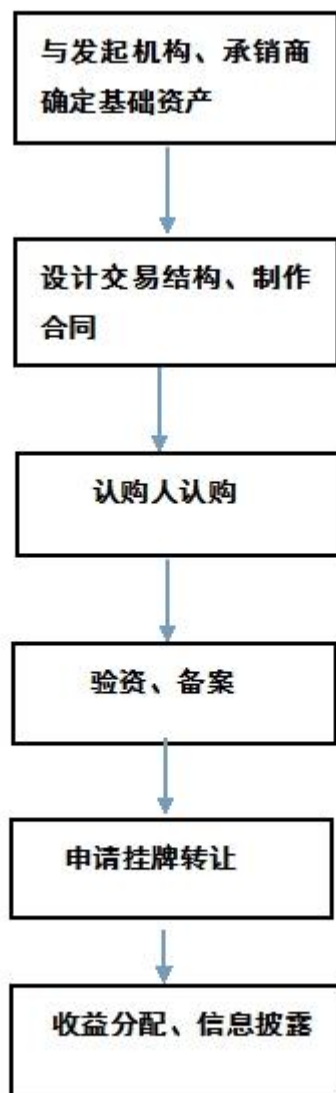 与发起机构、承销商
确定基础资产
设计交易结构、制作
合同
认购人认购
验资、备案
申请挂牌转让
收益分配、信息披露